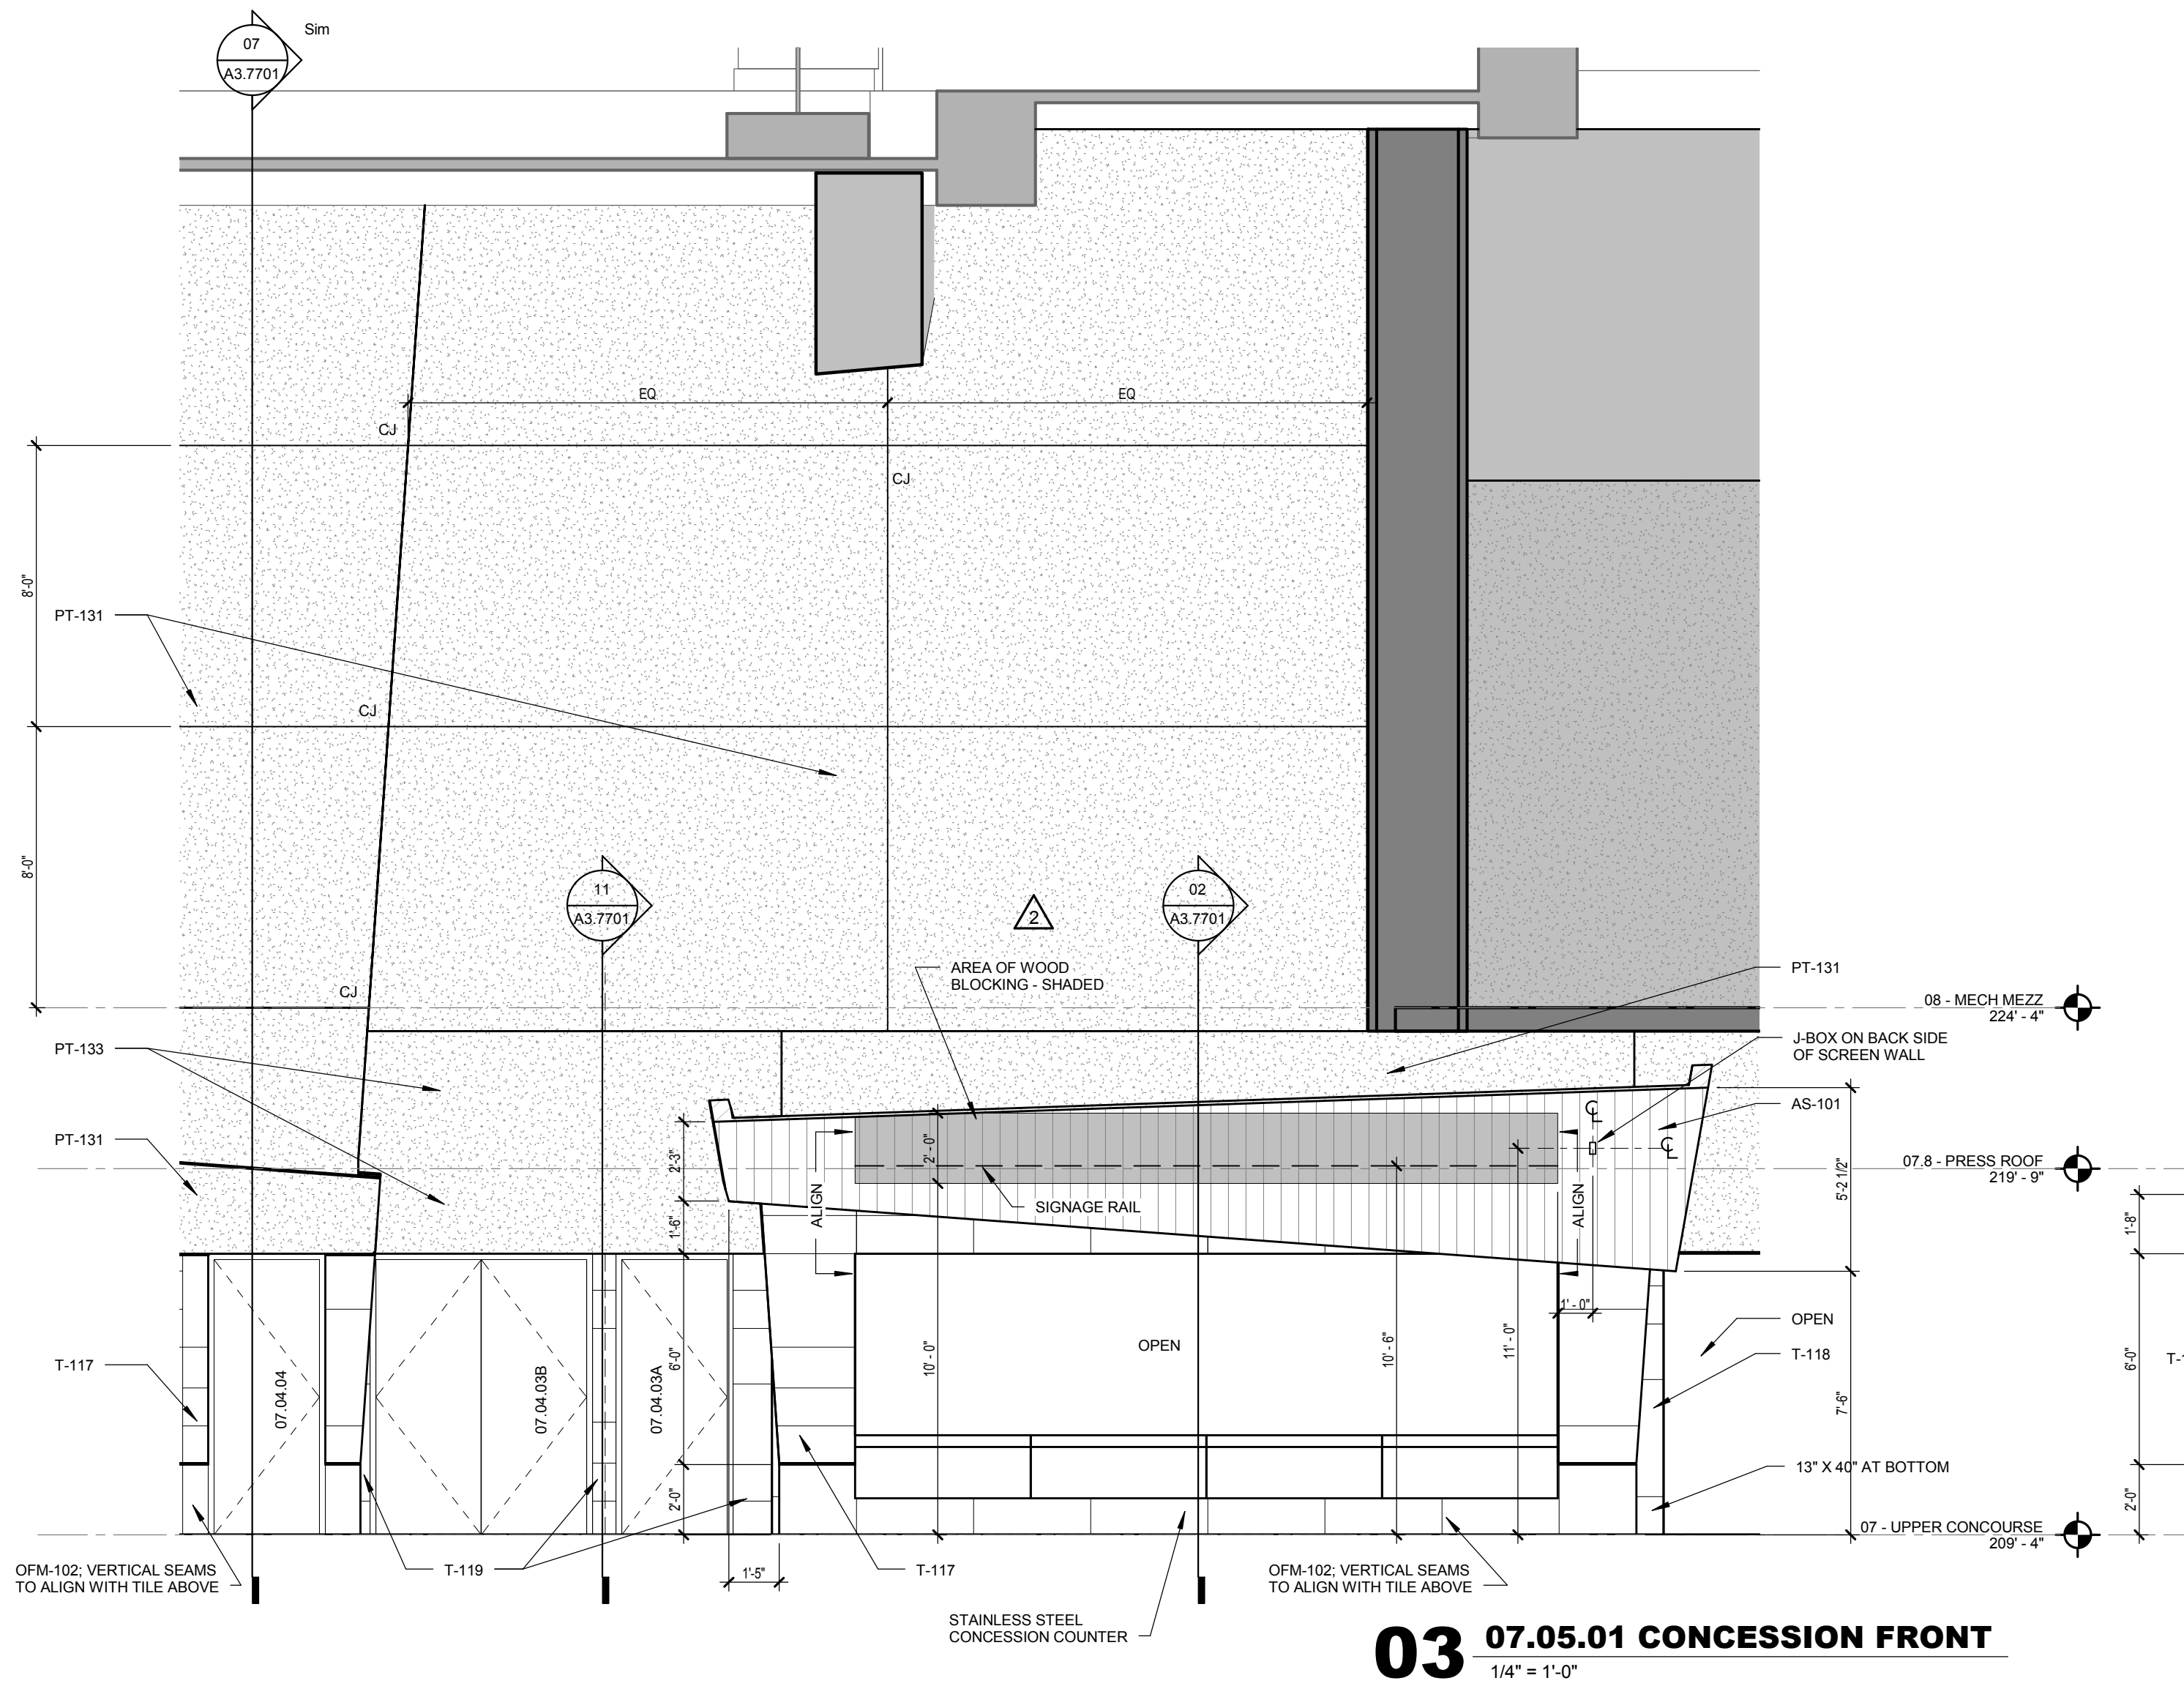 07
A3.7701
Sim
EQ
EQ
CJ
CJ
8'-0"
PT-131
CJ
8'-0"
11
A3.7701
2
02
A3.7701
AREA OF WOOD
BLOCKING - SHADED
PT-131
CJ
08 - MECH MEZZ
224' - 4"
PT-133
J-BOX ON BACK SIDE
OF SCREEN WALL
AS-101
CL
CL
PT-131
2'-3"
2' - 0"
07.8 - PRESS ROOF
219' - 9"
5'-2 1/2"
ALIGN
SIGNAGE RAIL
ALIGN
1'-6"
1'-8"
1' - 0"
OPEN
OPEN
T-118
T-117
07.04.04
07.04.03B
07.04.03A
6'-0"
10' - 0"
10' - 6"
11' - 0"
7'-6"
6'-0"
T-1
13" X 40" AT BOTTOM
2'-0"
2'-0"
07 - UPPER CONCOURSE
209' - 4"
OFM-102; VERTICAL SEAMS
TO ALIGN WITH TILE ABOVE
T-119
1'-5"
T-117
OFM-102; VERTICAL SEAMS
TO ALIGN WITH TILE ABOVE
STAINLESS STEEL
CONCESSION COUNTER
03 07.05.01 CONCESSION FRONT
1/4" = 1'-0"